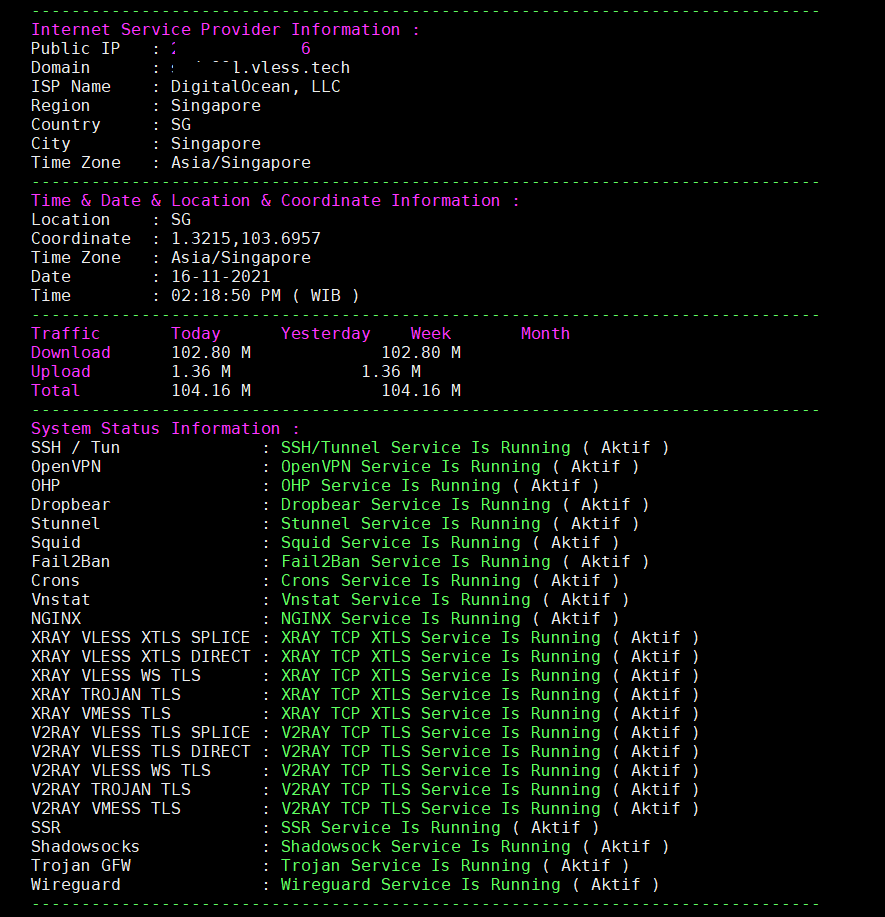 --------------------------------------------------------------------------------
Internet Service Provider Information :
Public IP   : 2            6
Domain      : l.vless.tech
ISP Name    : DigitalOcean, LLC
Region      : Singapore
Country     : SG
City        : Singapore
Time Zone   : Asia/Singapore
--------------------------------------------------------------------------------
Time & Date & Location & Coordinate Information :
Location    : SG
Coordinate  : 1.3215,103.6957
Time Zone   : Asia/Singapore
Date        : 16-11-2021
Time        : 02:18:50 PM ( WIB )
--------------------------------------------------------------------------------
Traffic       Today      Yesterday    Week       Month
Download      102.80 M             102.80 M
Upload        1.36 M             1.36 M
Total         104.16 M             104.16 M
--------------------------------------------------------------------------------
System Status Information :
SSH / Tun              : SSH/Tunnel Service Is Running ( Aktif )
OpenVPN                : OpenVPN Service Is Running ( Aktif )
OHP                    : OHP Service Is Running ( Aktif )
Dropbear               : Dropbear Service Is Running ( Aktif )
Stunnel                : Stunnel Service Is Running ( Aktif )
Squid                  : Squid Service Is Running ( Aktif )
Fail2Ban               : Fail2Ban Service Is Running ( Aktif )
Crons                  : Crons Service Is Running ( Aktif )
Vnstat                 : Vnstat Service Is Running ( Aktif )
NGINX                  : NGINX Service Is Running ( Aktif )
XRAY VLESS XTLS SPLICE : XRAY TCP XTLS Service Is Running ( Aktif )
XRAY VLESS XTLS DIRECT : XRAY TCP XTLS Service Is Running ( Aktif )
XRAY VLESS WS TLS      : XRAY TCP XTLS Service Is Running ( Aktif )
XRAY TROJAN TLS        : XRAY TCP XTLS Service Is Running ( Aktif )
XRAY VMESS TLS         : XRAY TCP XTLS Service Is Running ( Aktif )
V2RAY VLESS TLS SPLICE : V2RAY TCP TLS Service Is Running ( Aktif )
V2RAY VLESS TLS DIRECT : V2RAY TCP TLS Service Is Running ( Aktif )
V2RAY VLESS WS TLS     : V2RAY TCP TLS Service Is Running ( Aktif )
V2RAY TROJAN TLS       : V2RAY TCP TLS Service Is Running ( Aktif )
V2RAY VMESS TLS        : V2RAY TCP TLS Service Is Running ( Aktif )
SSR                    : SSR Service Is Running ( Aktif )
Shadowsocks            : Shadowsock Service Is Running ( Aktif )
Trojan GFW             : Trojan Service Is Running ( Aktif )
Wireguard              : Wireguard Service Is Running ( Aktif )
--------------------------------------------------------------------------------